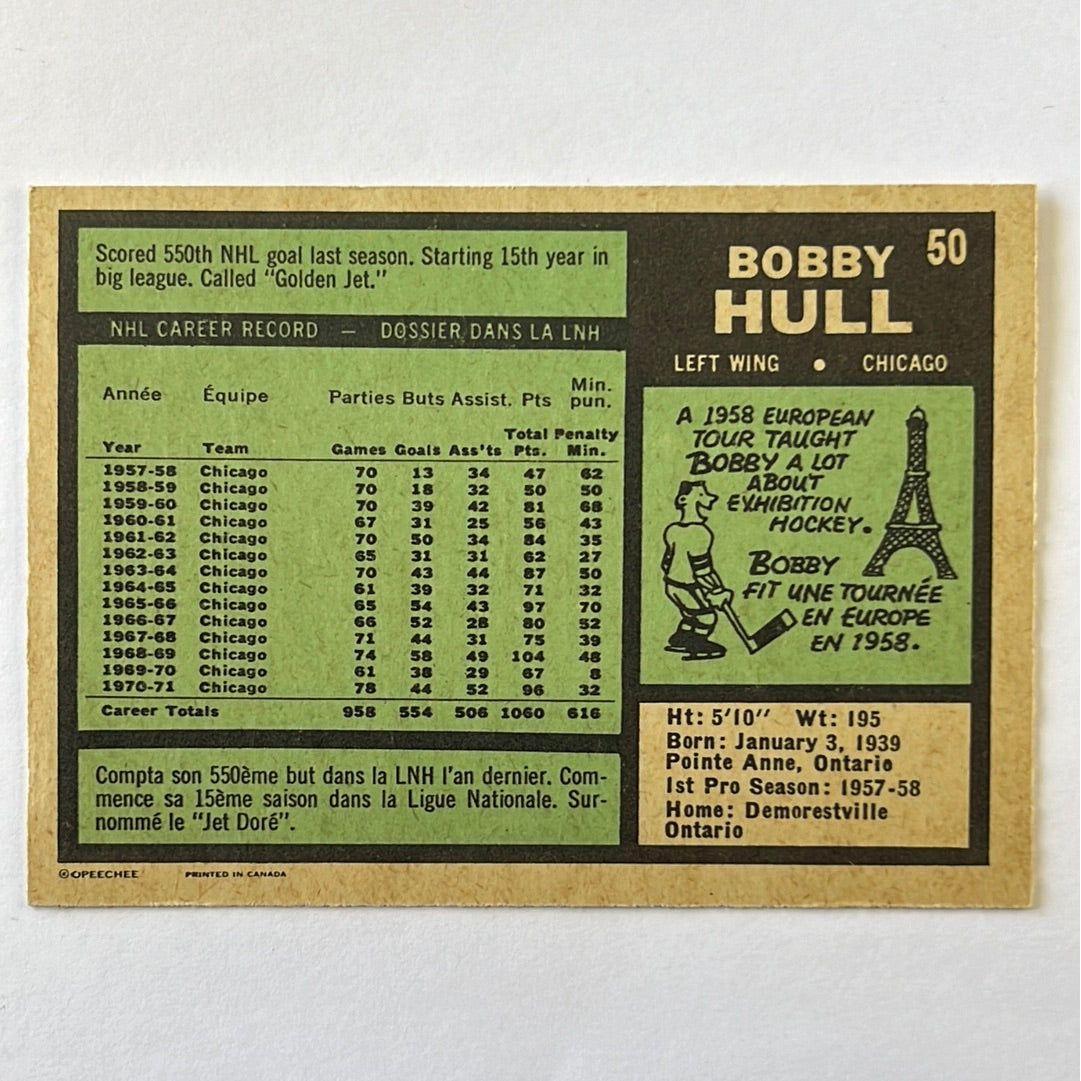 Scored 550th NHL goal last season. Starting 15th year in
big league. Called "Golden Jet."
NHL CAREER RECORD — DOSSIER DANS LA LNH
Année Équipe Parties Buts Assist. Pts Min. pun.
Year Team Games Goals Ass'ts Total Pts. Penalty Min.
1957-58 Chicago 70 13 34 47 62
1958-59 Chicago 70 18 32 50 50
1959-60 Chicago 70 39 42 81 68
1960-61 Chicago 67 31 25 56 43
1961-62 Chicago 70 50 34 84 35
1962-63 Chicago 65 31 31 62 27
1963-64 Chicago 70 43 44 87 50
1964-65 Chicago 61 39 32 71 32
1965-66 Chicago 65 54 43 97 70
1966-67 Chicago 66 52 28 80 52
1967-68 Chicago 71 44 31 75 39
1968-69 Chicago 74 58 49 104 48
1969-70 Chicago 61 38 29 67 8
1970-71 Chicago 78 44 52 96 32
Career Totals 958 554 506 1060 616
Compta son 550ème but dans la LNH l'an dernier. Com-
mence sa 15ème saison dans la Ligue Nationale. Sur-
nommé le "Jet Doré".
©OPEECHEE PRINTED IN CANADA
50
BOBBY
HULL
LEFT WING • CHICAGO
A 1958 EUROPEAN
TOUR TAUGHT
BOBBY A LOT
ABOUT
EXHIBITION
HOCKEY.
BOBBY
FIT UNE TOURNÉE
EN EUROPE
EN 1958.
Ht: 5'10" Wt: 195
Born: January 3, 1939
Pointe Anne, Ontario
1st Pro Season: 1957-58
Home: Demorestville
Ontario